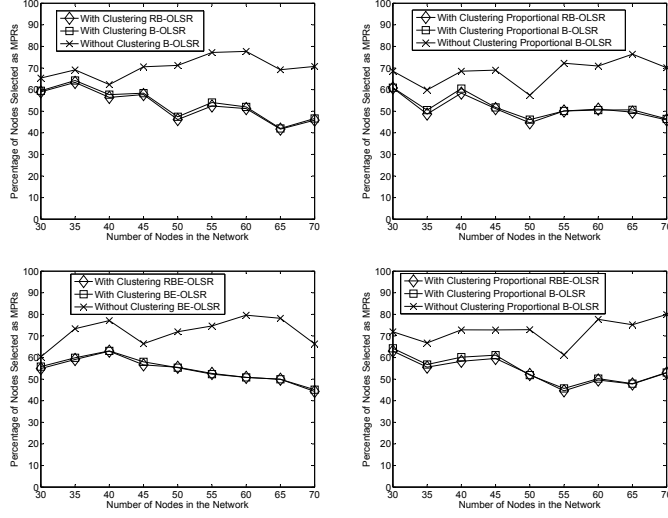 100
90
80
70
60
50
40
30
20
10
0
Percentage of Nodes Selected as MPRs
With Clustering RB-OLSR
With Clustering B-OLSR
Without Clustering B-OLSR
30 35 40 45 50 55 60 65 70
Number of Nodes in the Network
100
90
80
70
60
50
40
30
20
10
0
Percentage of Nodes Selected as MPRs
With Clustering Proportional RB-OLSR
With Clustering Proportional B-OLSR
Without Clustering Proportional B-OLSR
30 35 40 45 50 55 60 65 70
Number of Nodes in the Network
100
90
80
70
60
50
40
30
20
10
0
Percentage of Nodes Selected as MPRs
With Clustering RBE-OLSR
With Clustering BE-OLSR
Without Clustering BE-OLSR
30 35 40 45 50 55 60 65 70
Number of Nodes in the Network
100
90
80
70
60
50
40
30
20
10
0
Percentage of Nodes Selected as MPRs
With Clustering Proportional RBE-OLSR
With Clustering Proportional B-OLSR
Without Clustering Proportional B-OLSR
30 35 40 45 50 55 60 65 70
Number of Nodes in the Network